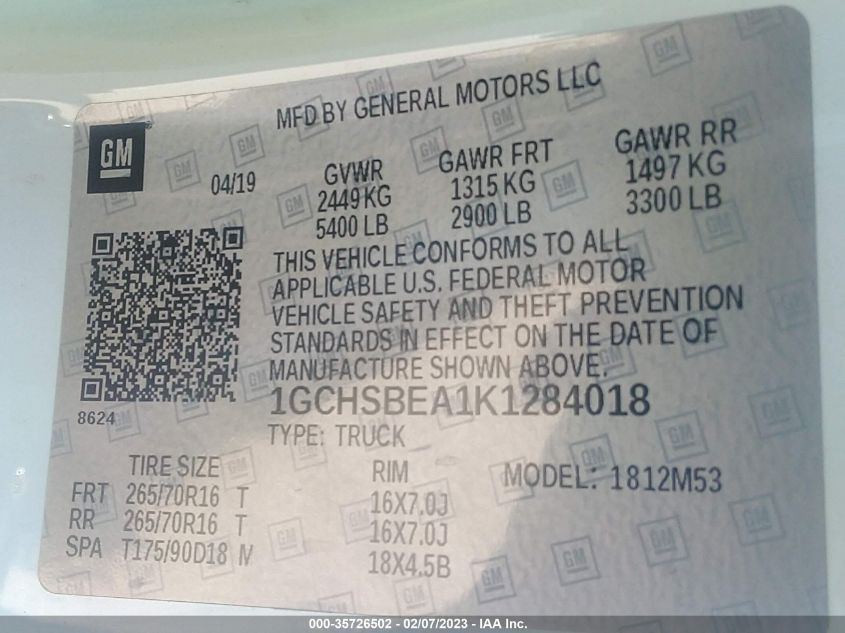 MFD BY GENERAL MOTORS LLC
GM
04/19
GVWR GAWR FRT GAWR RR
2449 KG 1315 KG 1497 KG
5400 LB 2900 LB 3300 LB
THIS VEHICLE CONFORMS TO ALL
APPLICABLE U.S. FEDERAL MOTOR
VEHICLE SAFETY AND THEFT PREVENTION
STANDARDS IN EFFECT ON THE DATE OF
MANUFACTURE SHOWN ABOVE.
8624
1GCHSBEA1K1284018
TYPE: TRUCK
TIRE SIZE RIM MODEL: 1812M53
FRT 265/70R16 T 16X7.0J
RR 265/70R16 T 16X7.0J
SPA T175/90D18 M 18X4.5B
000-35726502 - 02/07/2023 - IAA Inc.